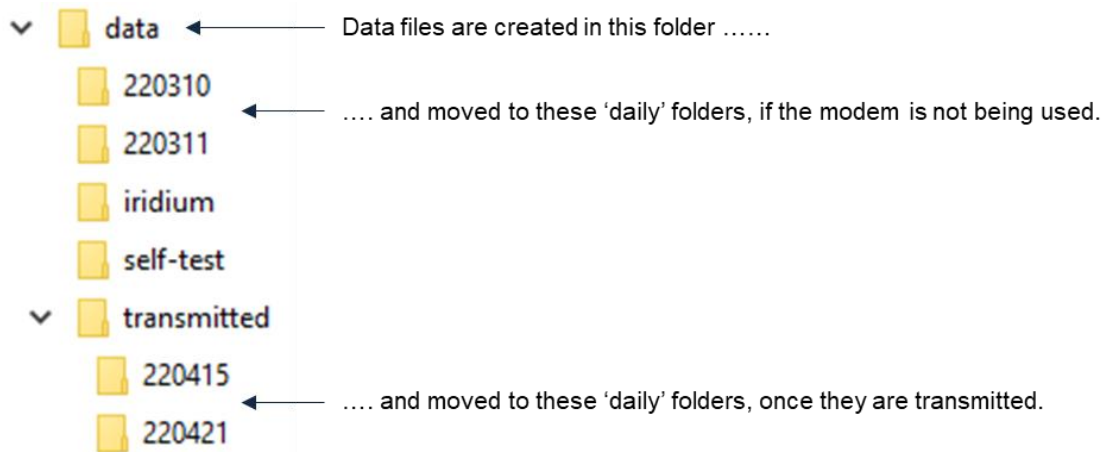 data
Data files are created in this folder ……
220310
…. and moved to these ‘daily’ folders, if the modem is not being used.
220311
iridium
self-test
transmitted
220415
…. and moved to these ‘daily’ folders, once they are transmitted.
220421